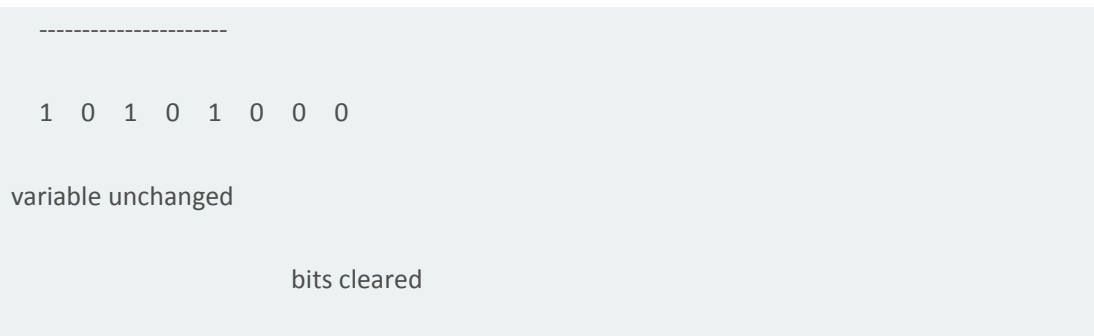 ----------------------
1 0 1 0 1 0 0 0
variable unchanged
bits cleared